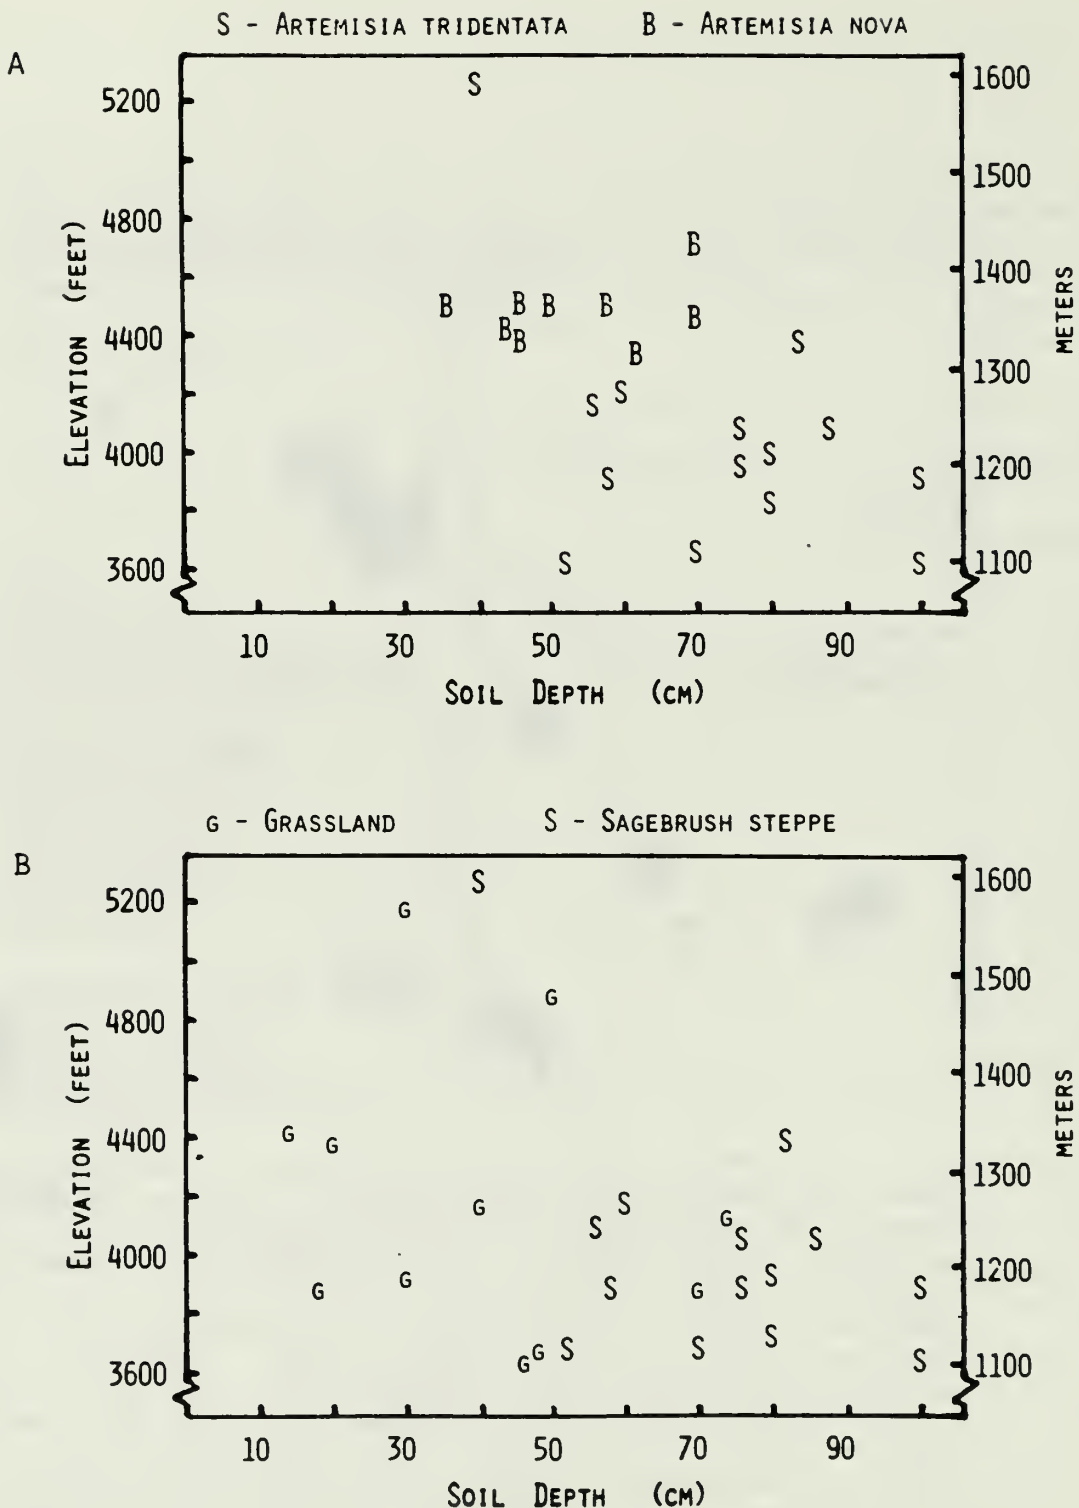 S - ARTEMISIA TRIDENTATA B - ARTEMISIA NOVA
A
5200
4800
4400
4000
3600
ELEVATION (FEET)
1600
1500
1400
1300
1200
1100
METERS
S
B
B
B
B
B
B
B
B
B
S
S
S
S
S
S
S
S
S
S
S
S
S
10 30 50 70 90
SOIL DEPTH (CM)
G - GRASSLAND S - SAGEBRUSH STEPPE
B
5200
4800
4400
4000
3600
ELEVATION (FEET)
1600
1500
1400
1300
1200
1100
METERS
S
G
G
G
G
S
G
S
G
S
S
S
G
S
G
S
G
S
S
S
G
G
S
S
S
10 30 50 70 90
SOIL DEPTH (CM)